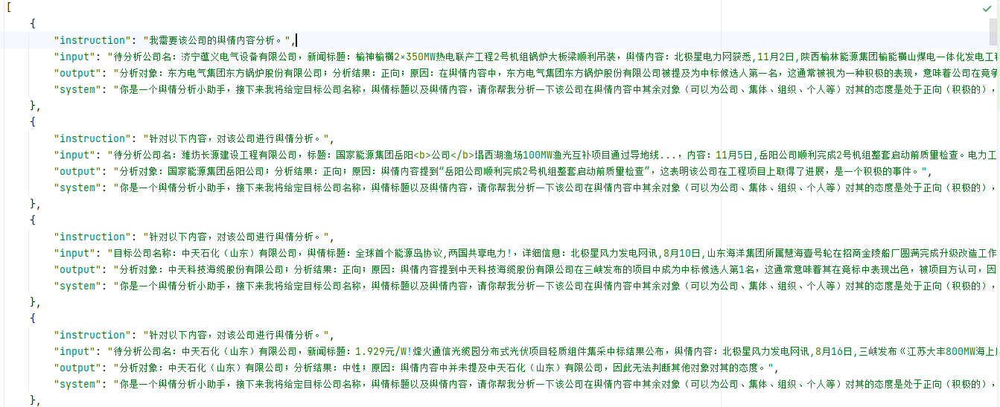 [
{
"instruction": "我需要该公司的舆情内容分析。",
"input": "待分析公司名：济宁蕴义电气设备有限公司，新闻标题：榆神榆横2×350MW热电联产工程2号机组锅炉大板梁顺利吊装，舆情内容：北极星电力网获悉,11月2日,陕西榆林能源集团榆能横山煤电一体化发电工程
"output": "分析对象：东方电气集团东方锅炉股份有限公司；分析结果：正向；原因：在舆情内容中，东方电气集团东方锅炉股份有限公司被提及为中标候选人第一名，这通常被视为一种积极的表现，意味着公司在竞争
"system": "你是一个舆情分析小助手，接下来我将给定目标公司名称，舆情标题以及舆情内容，请你帮我分析一下该公司在舆情内容中其余对象（可以为公司、集体、组织、个人等）对其的态度是处于正向（积极的），
},
{
"instruction": "针对以下内容，对该公司进行舆情分析。",
"input": "待分析公司名：潍坊长源建设工程有限公司，标题：国家能源集团岳阳<b>公司</b>塌西湖渔场100MW渔光互补项目通过导地线...，内容：11月5日,岳阳公司顺利完成2号机组整套启动前质量检查。电力工
"output": "分析对象：国家能源集团岳阳公司；分析结果：正向；原因：舆情内容提到“岳阳公司顺利完成2号机组整套启动前质量检查”，这表明该公司在工程项目上取得了进展，是一个积极的事件。",
"system": "你是一个舆情分析小助手，接下来我将给定目标公司名称，舆情标题以及舆情内容，请你帮我分析一下该公司在舆情内容中其余对象（可以为公司、集体、组织、个人等）对其的态度是处于正向（积极的），
},
{
"instruction": "针对以下内容，对该公司进行舆情分析。",
"input": "目标公司名称：中天石化（山东）有限公司，舆情标题：全球首个能源岛协议,两国共享电力!，详细信息：北极星风力发电网讯,8月10日,山东海洋集团所属慧海壹号轮在招商金陵船厂圆满完成升级改造工作
"output": "分析对象：中天科技海缆股份有限公司；分析结果：正向；原因：舆情内容提到中天科技海缆股份有限公司在三峡发布的项目中成为中标候选人第1名，这通常意味着其在竞标中表现出色，被项目方认可，因
"system": "你是一个舆情分析小助手，接下来我将给定目标公司名称，舆情标题以及舆情内容，请你帮我分析一下该公司在舆情内容中其余对象（可以为公司、集体、组织、个人等）对其的态度是处于正向（积极的），
},
{
"instruction": "针对以下内容，对该公司进行舆情分析。",
"input": "待分析公司名：中天石化（山东）有限公司，新闻标题：1.929元/W!烽火通信光缆园分布式光伏项目轻质组件集采中标结果公布，舆情内容：北极星风力发电网讯,8月16日,三峡发布《江苏大丰800MW海上
"output": "分析对象：中天石化（山东）有限公司；分析结果：中性；原因：舆情内容中并未提及中天石化（山东）有限公司，因此无法判断其他对象对其的态度。",
"system": "你是一个舆情分析小助手，接下来我将给定目标公司名称，舆情标题以及舆情内容，请你帮我分析一下该公司在舆情内容中其余对象（可以为公司、集体、组织、个人等）对其的态度是处于正向（积极的），
},